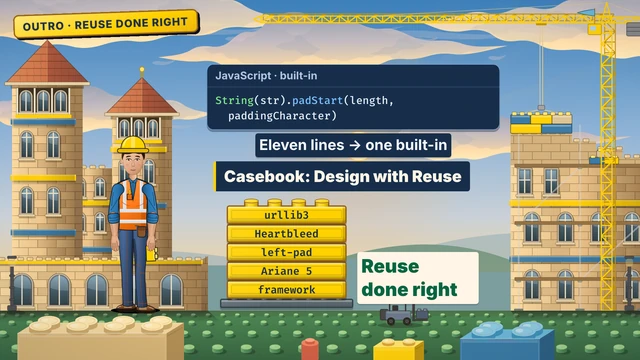 OUTRO · REUSE DONE RIGHT
JavaScript · built-in
String(str).padStart(length,
paddingCharacter)
Eleven lines → one built-in
Casebook: Design with Reuse
urllib3
Heartbleed
left-pad
Ariane 5
framework
Reuse
done right